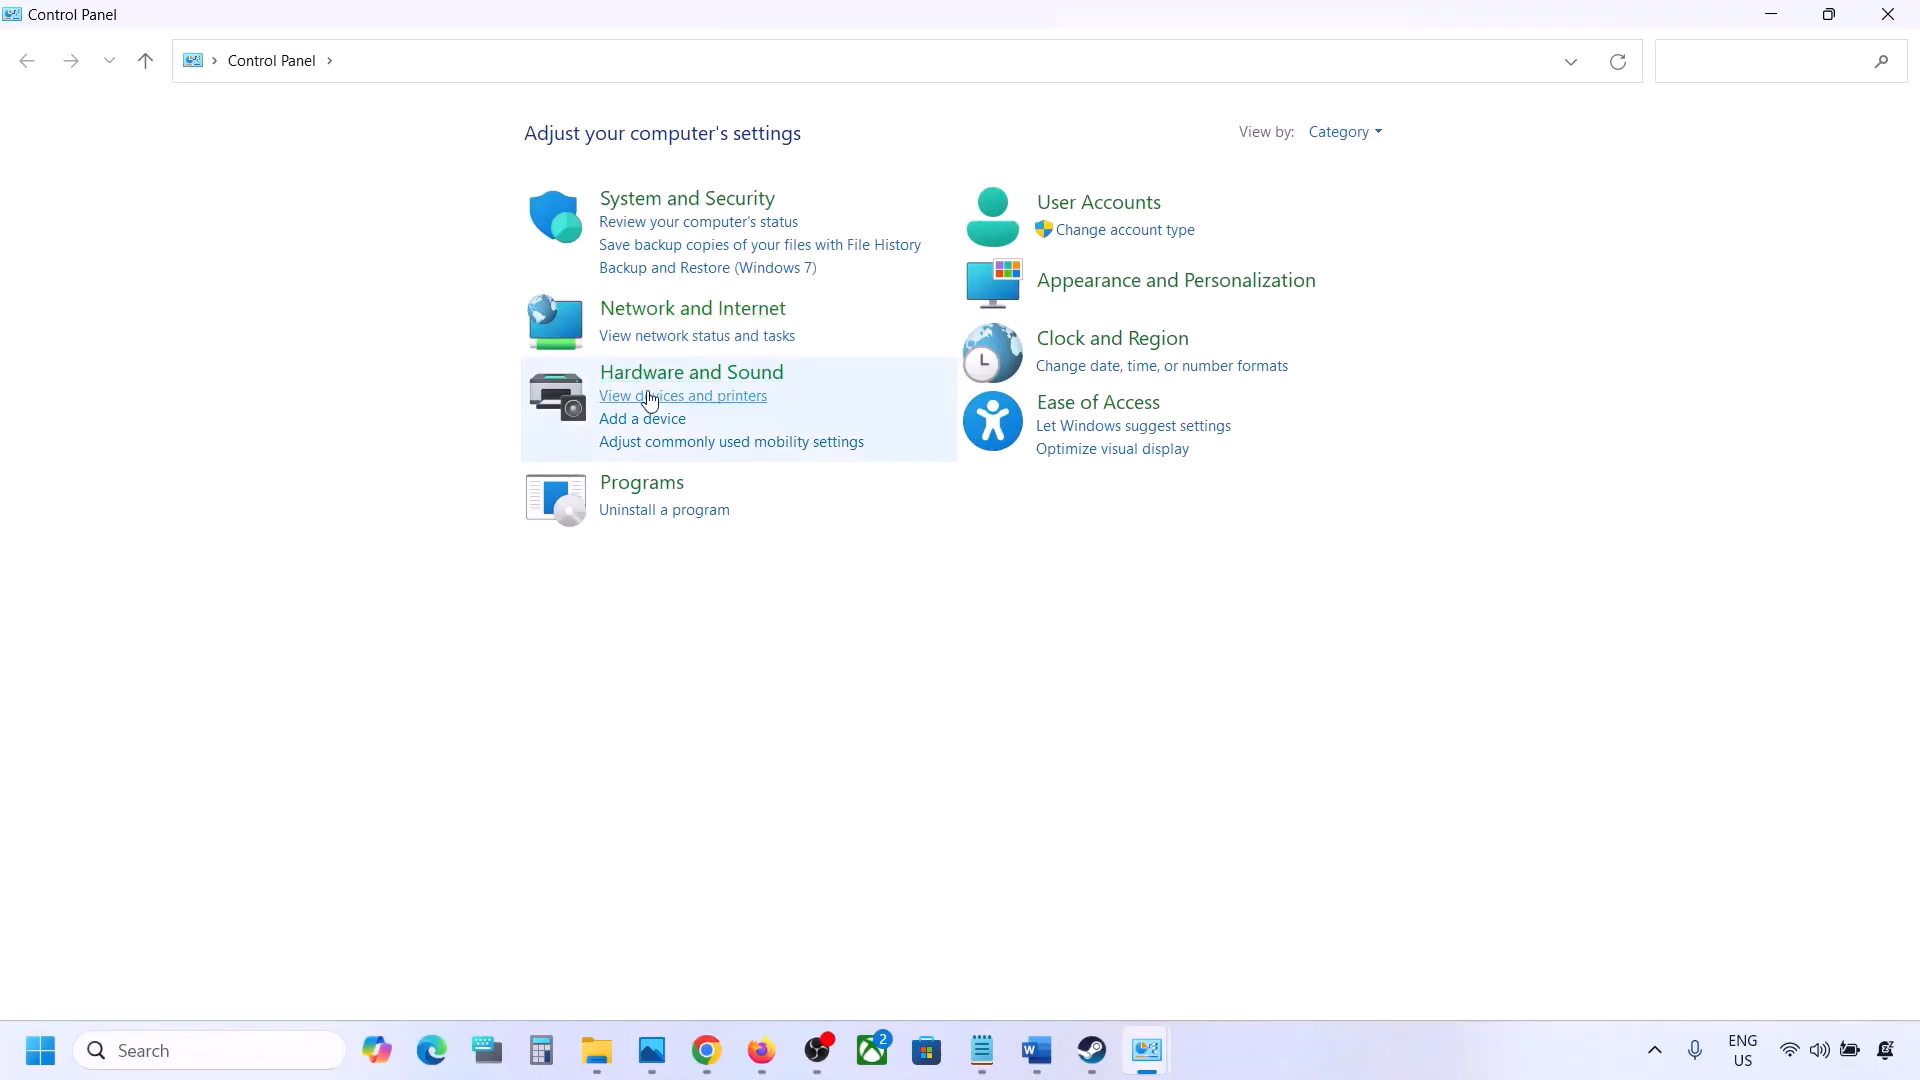 Control Panel
Control Panel
Adjust your computer's settings
View by: Category
System and Security
Review your computer's status
Save backup copies of your files with File History
Backup and Restore (Windows 7)
Network and Internet
View network status and tasks
Hardware and Sound
View devices and printers
Add a device
Adjust commonly used mobility settings
Programs
Uninstall a program
User Accounts
Change account type
Appearance and Personalization
Clock and Region
Change date, time, or number formats
Ease of Access
Let Windows suggest settings
Optimize visual display
Search
2
ENG
US